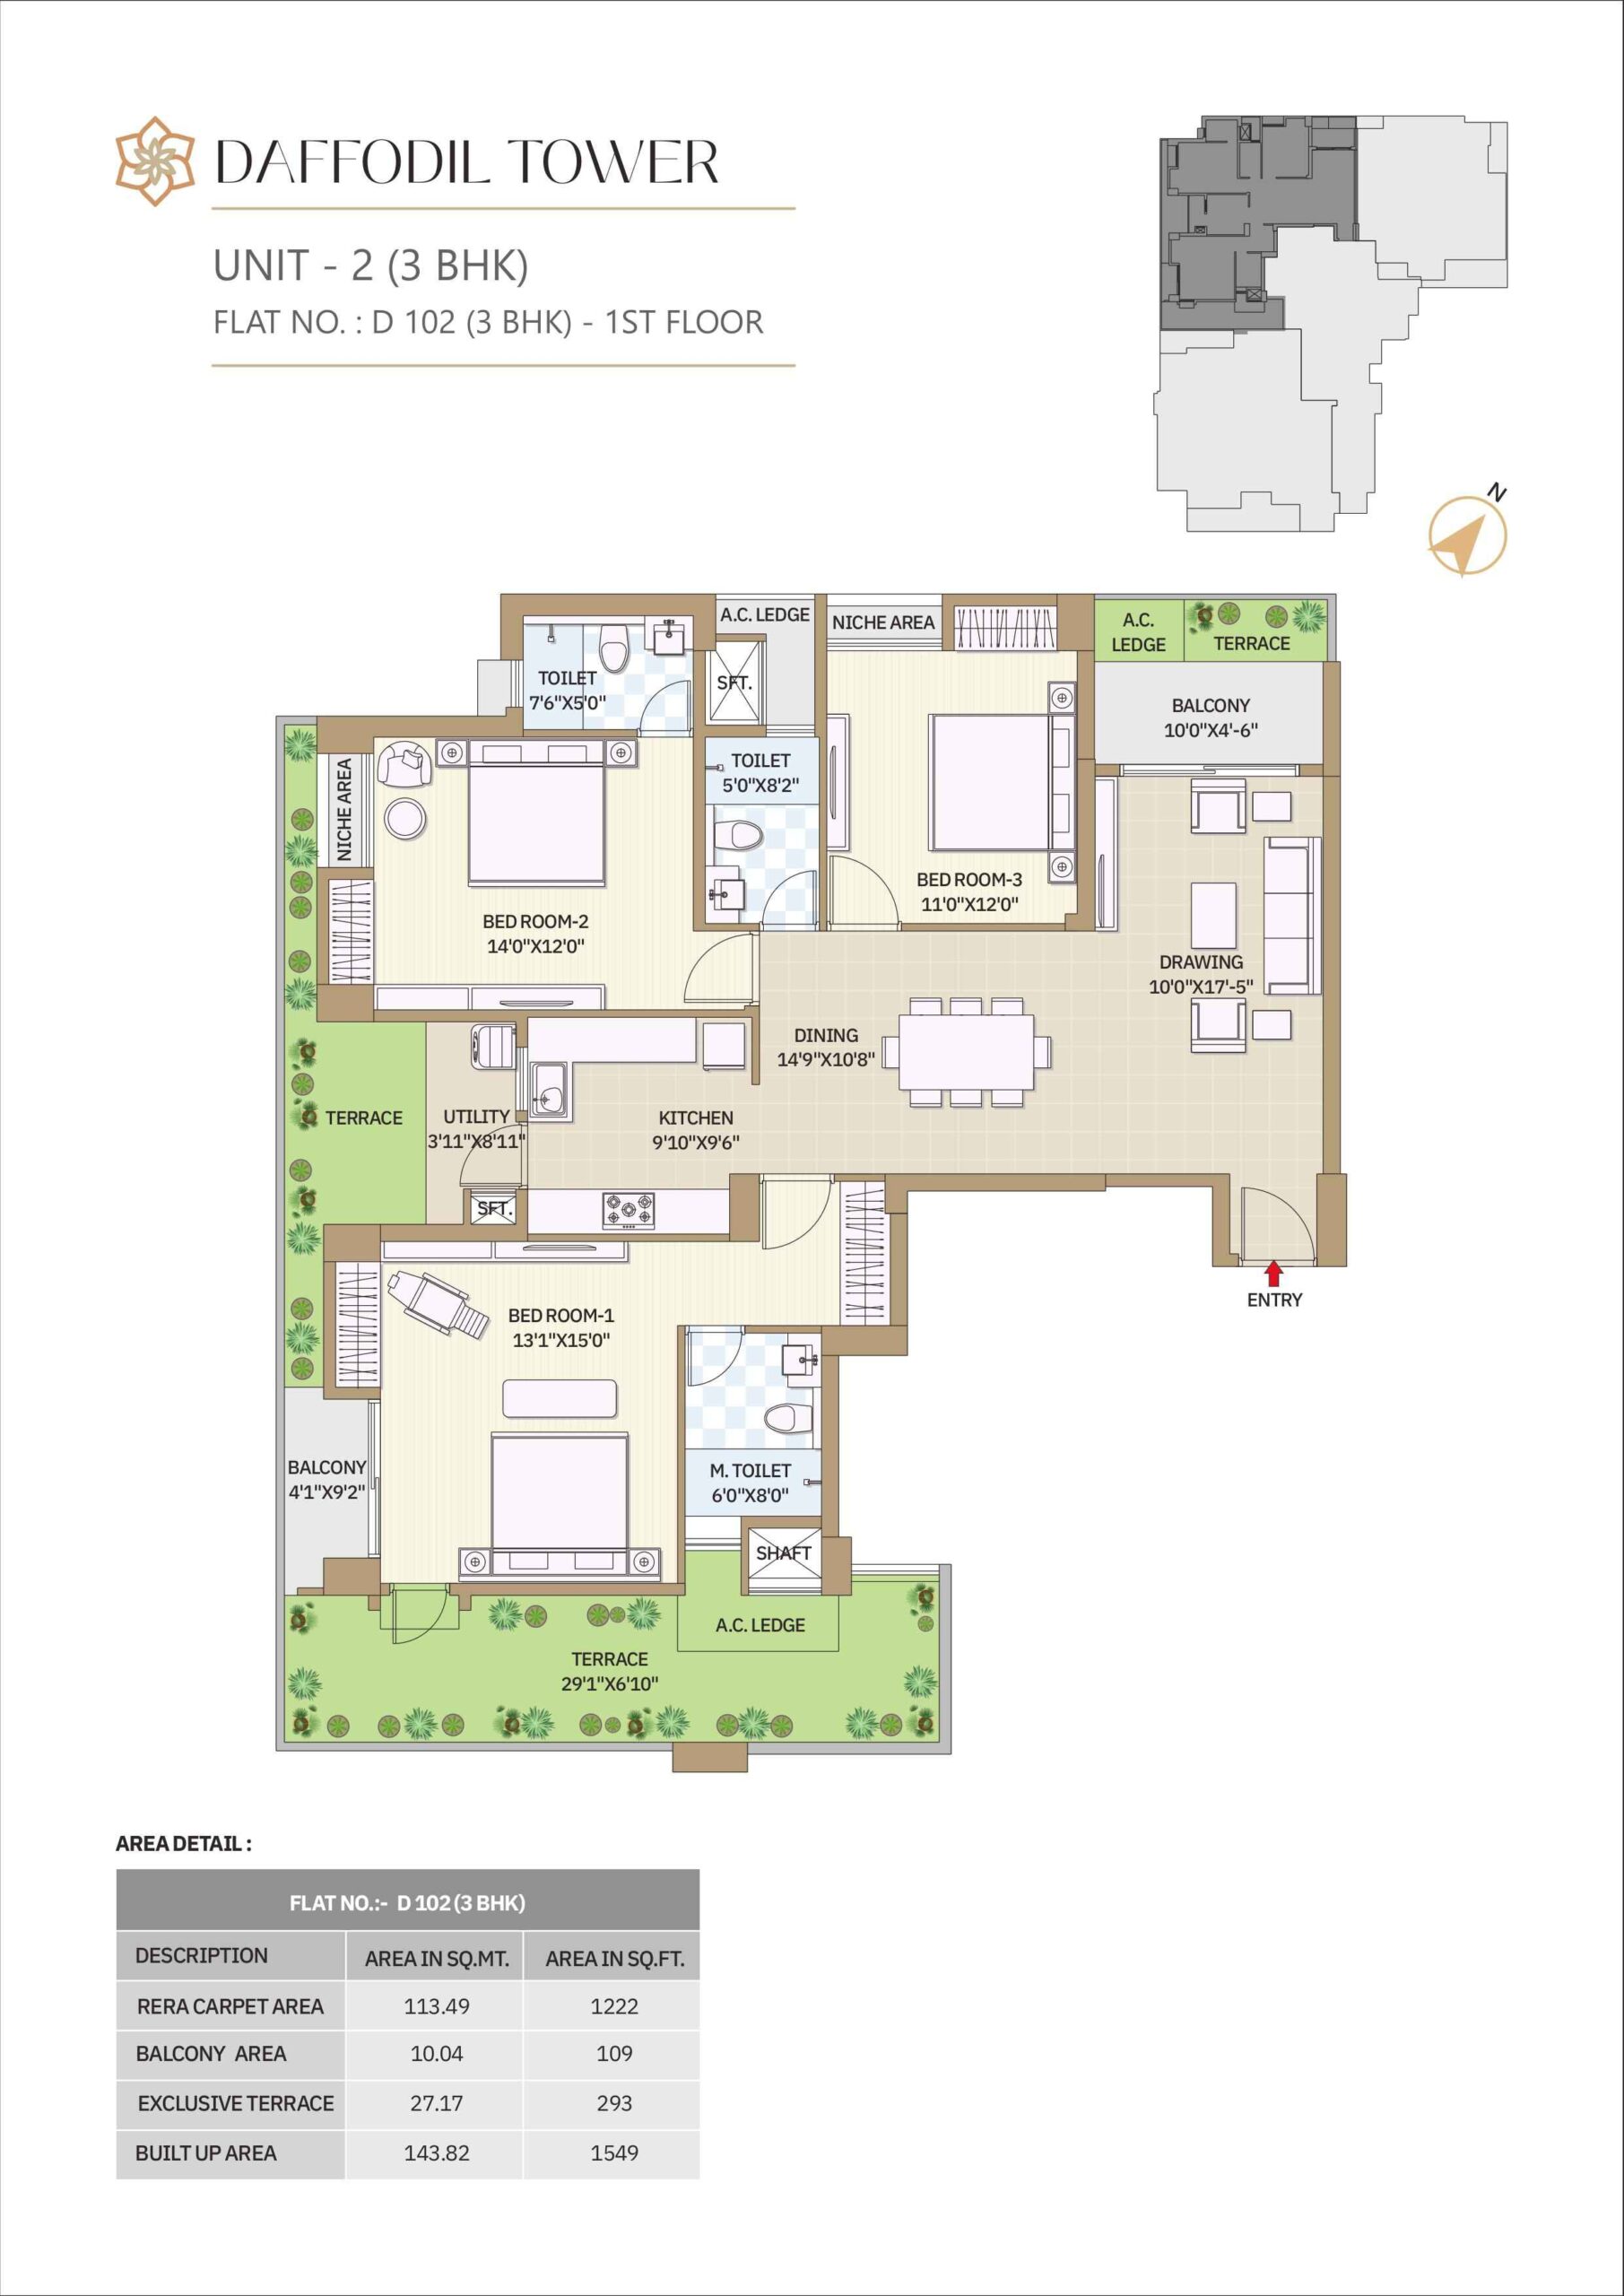 DAFFODIL TOWER
UNIT - 2 (3 BHK)
FLAT NO. : D 102 (3 BHK) - 1ST FLOOR
N
A.C. LEDGE
NICHE AREA
A.C.
LEDGE
TERRACE
TOILET
7'6"X5'0"
SFT.
BALCONY
10'0"X4'-6"
TOILET
5'0"X8'2"
NICHE AREA
BED ROOM-3
11'0"X12'0"
BED ROOM-2
14'0"X12'0"
DRAWING
10'0"X17'-5"
DINING
14'9"X10'8"
TERRACE
UTILITY
3'11"X8'11"
KITCHEN
9'10"X9'6"
SFT.
ENTRY
BED ROOM-1
13'1"X15'0"
BALCONY
4'1"X9'2"
M. TOILET
6'0"X8'0"
SHAFT
A.C. LEDGE
TERRACE
29'1"X6'10"
AREA DETAIL :
FLAT NO.:- D 102 (3 BHK)
DESCRIPTION AREA IN SQ.MT. AREA IN SQ.FT.
RERA CARPET AREA 113.49 1222
BALCONY AREA 10.04 109
EXCLUSIVE TERRACE 27.17 293
BUILT UP AREA 143.82 1549